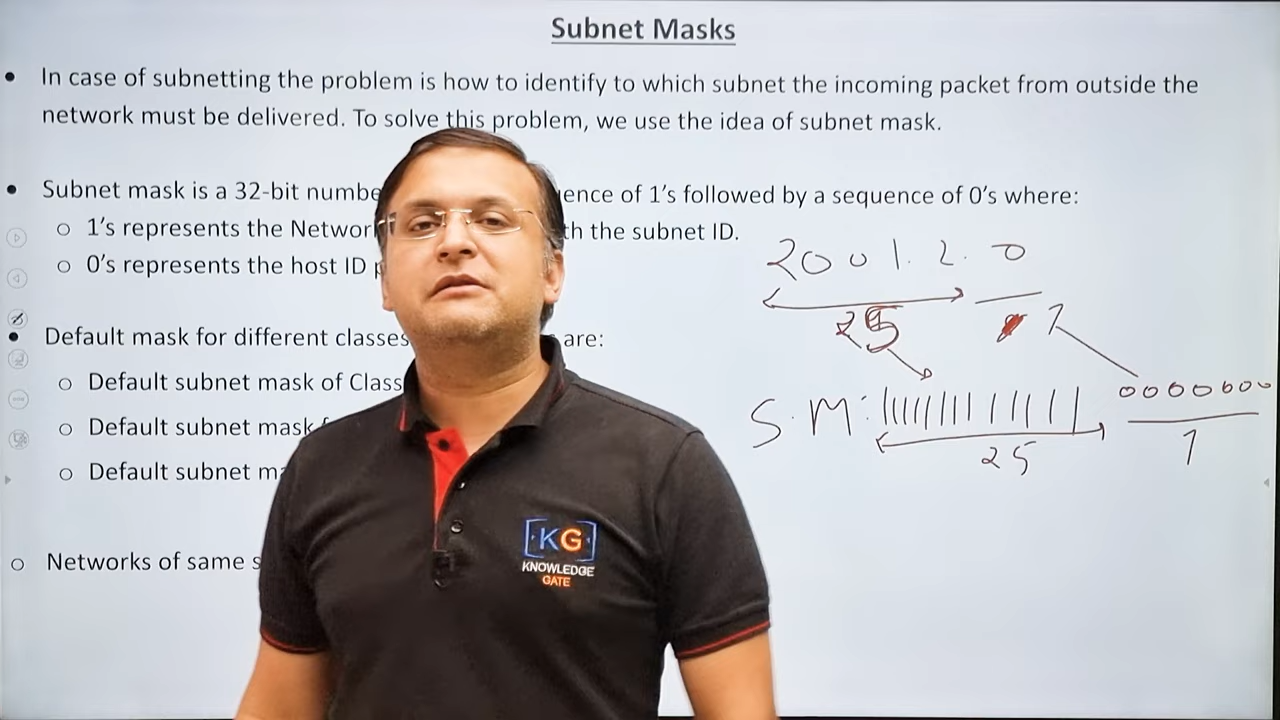 Subnet Masks
• In case of subnetting the problem is how to identify to which subnet the incoming packet from outside the
network must be delivered. To solve this problem, we use the idea of subnet mask.
• Subnet mask is a 32-bit numbe ence of 1's followed by a sequence of 0's where:
o 1's represents the Networ th the subnet ID.
o 0's represents the host ID p
200 1. 2. 0
25 7
• Default mask for different classes are:
o Default subnet mask of Class
S.M: 0000000
o Default subnet mask
25 7
o Default subnet ma
o Networks of same s
KG
KNOWLEDGE
GATE